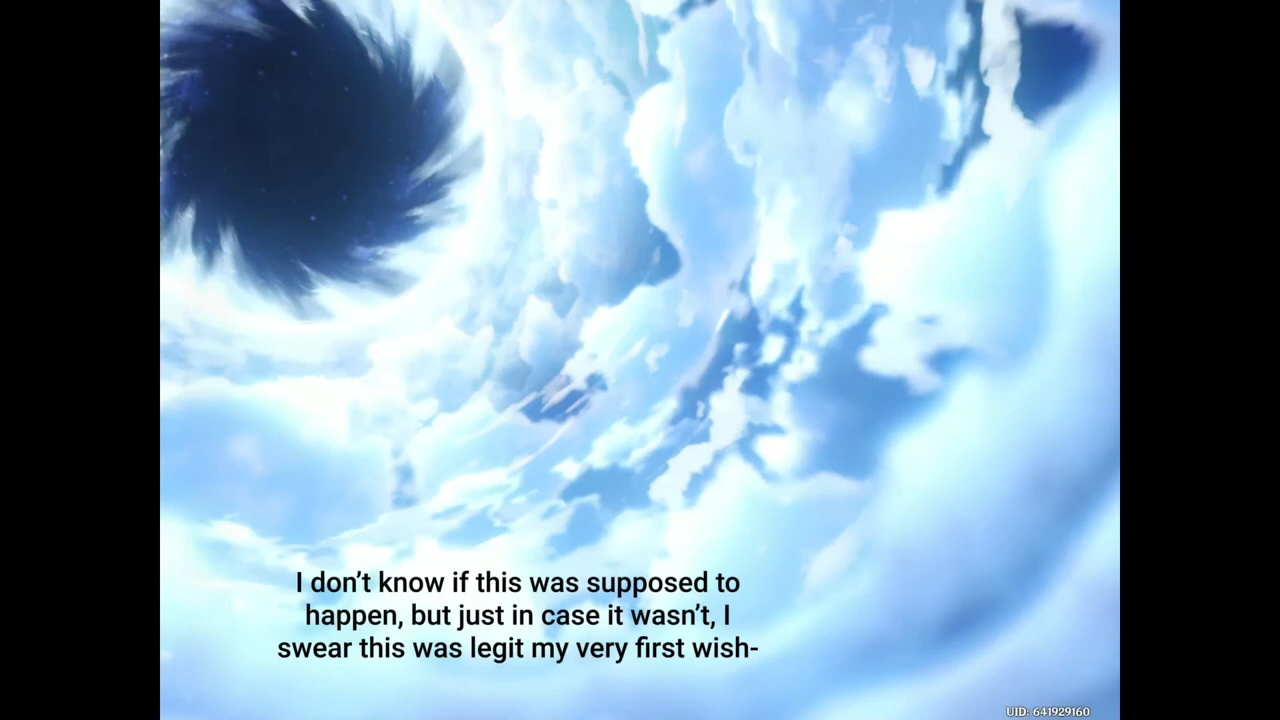 I don’t know if this was supposed to
happen, but just in case it wasn’t, I
swear this was legit my very first wish-
UID: 641929160